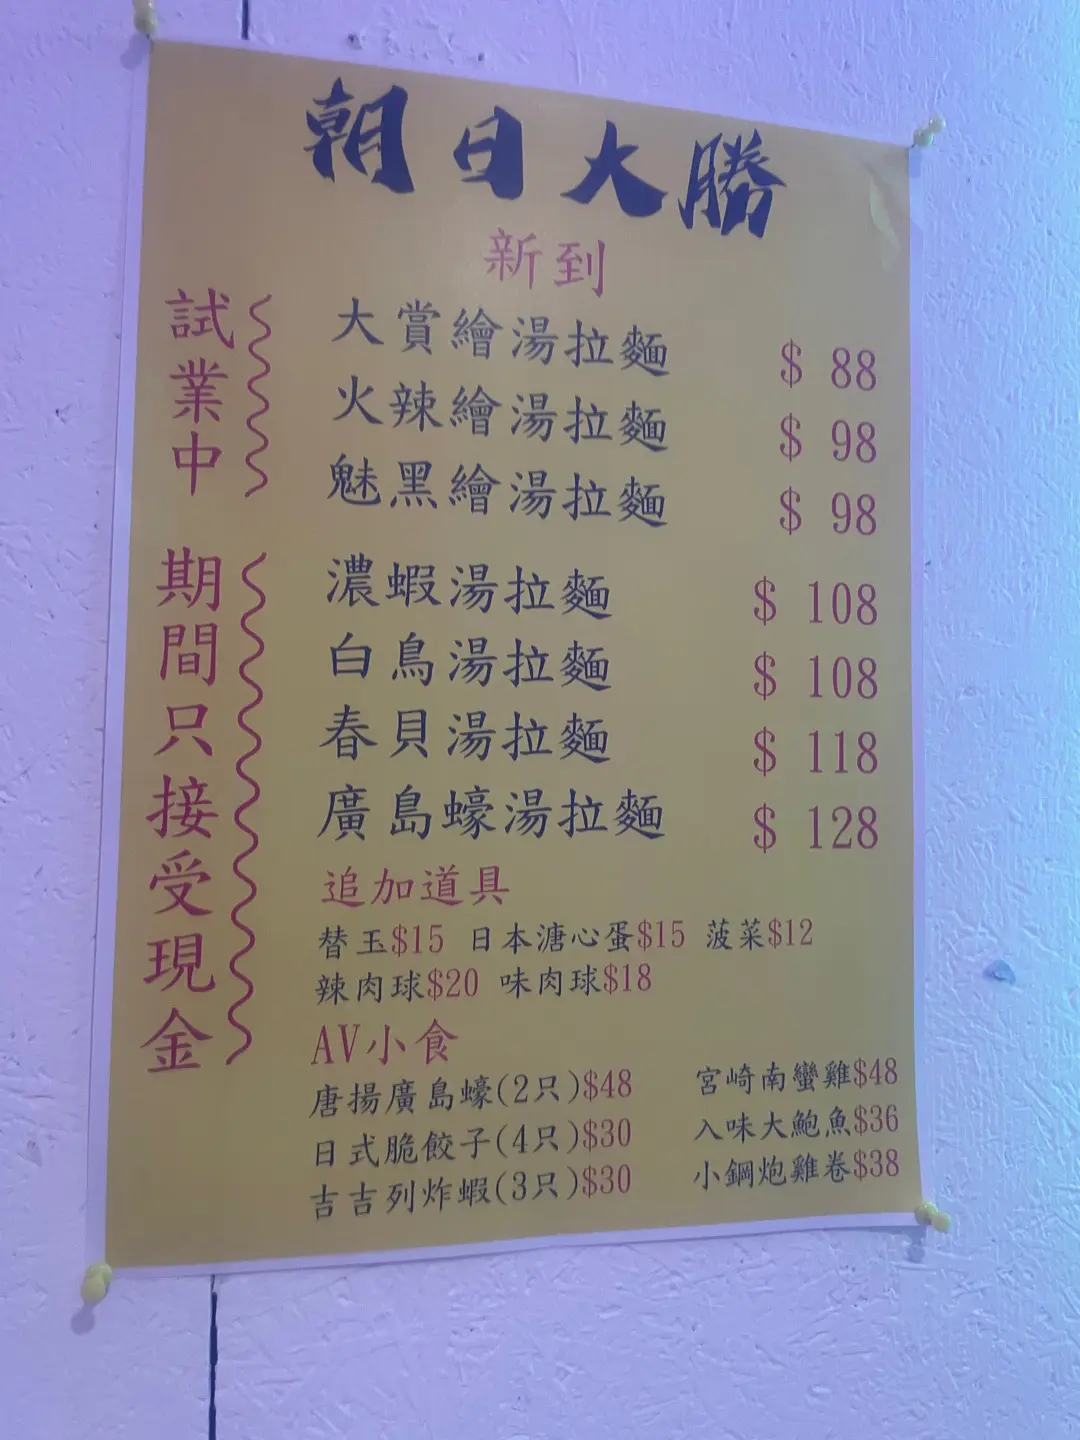 朝日大勝
新到
試業中
期間只接受現金
大賞繪湯拉麵 $ 88
火辣繪湯拉麵 $ 98
魅黑繪湯拉麵 $ 98
濃蝦湯拉麵 $ 108
白鳥湯拉麵 $ 108
春貝湯拉麵 $ 118
廣島蠔湯拉麵 $ 128
追加道具
替玉$15 日本溏心蛋$15 菠菜$12
辣肉球$20 味肉球$18
AV小食
唐揚廣島蠔(2只)$48 宮崎南蠻雞$48
日式脆餃子(4只)$30 入味大鮑魚$36
吉吉列炸蝦(3只)$30 小鋼炮雞卷$38